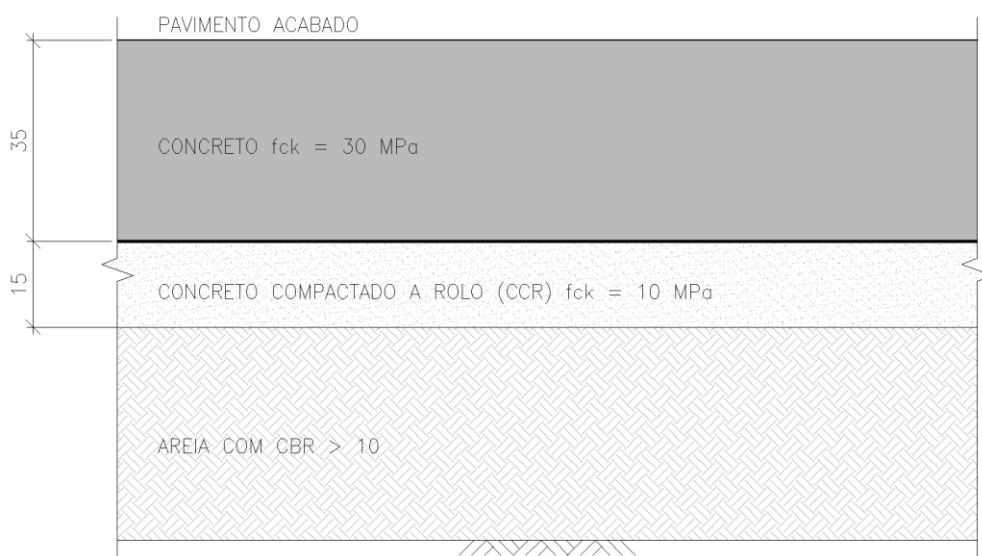 PAVIMENTO ACABADO
35
CONCRETO fck = 30 MPa
15
CONCRETO COMPACTADO A ROLO (CCR) fck = 10 MPa
AREIA COM CBR > 10